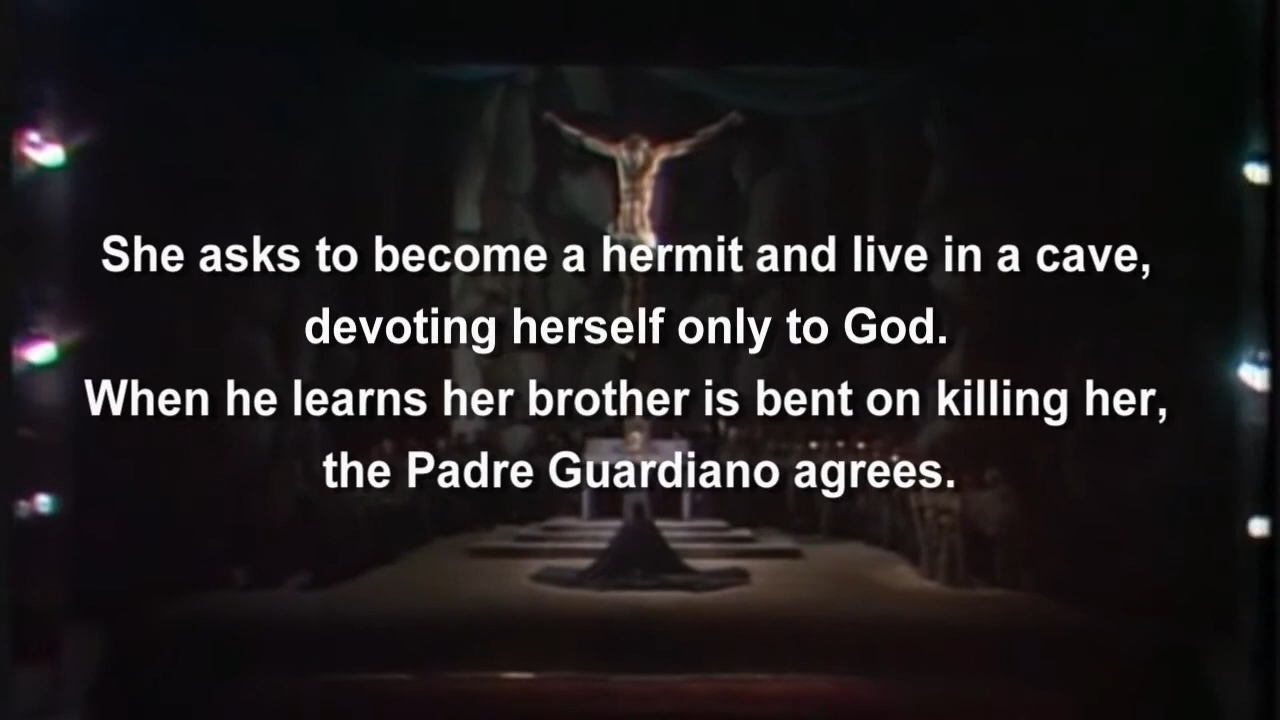 She asks to become a hermit and live in a cave,
devoting herself only to God.
When he learns her brother is bent on killing her,
the Padre Guardiano agrees.